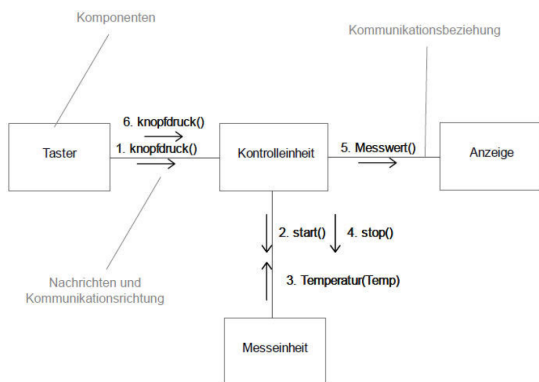 Komponenten
Kommunikationsbeziehung
6. knopfdruck()
1. knopfdruck()
Taster
Kontrolleinheit
5. Messwert()
Anzeige
2. start()
4. stop()
3. Temperatur(Temp)
Nachrichten und
Kommunikationsrichtung
Messeinheit